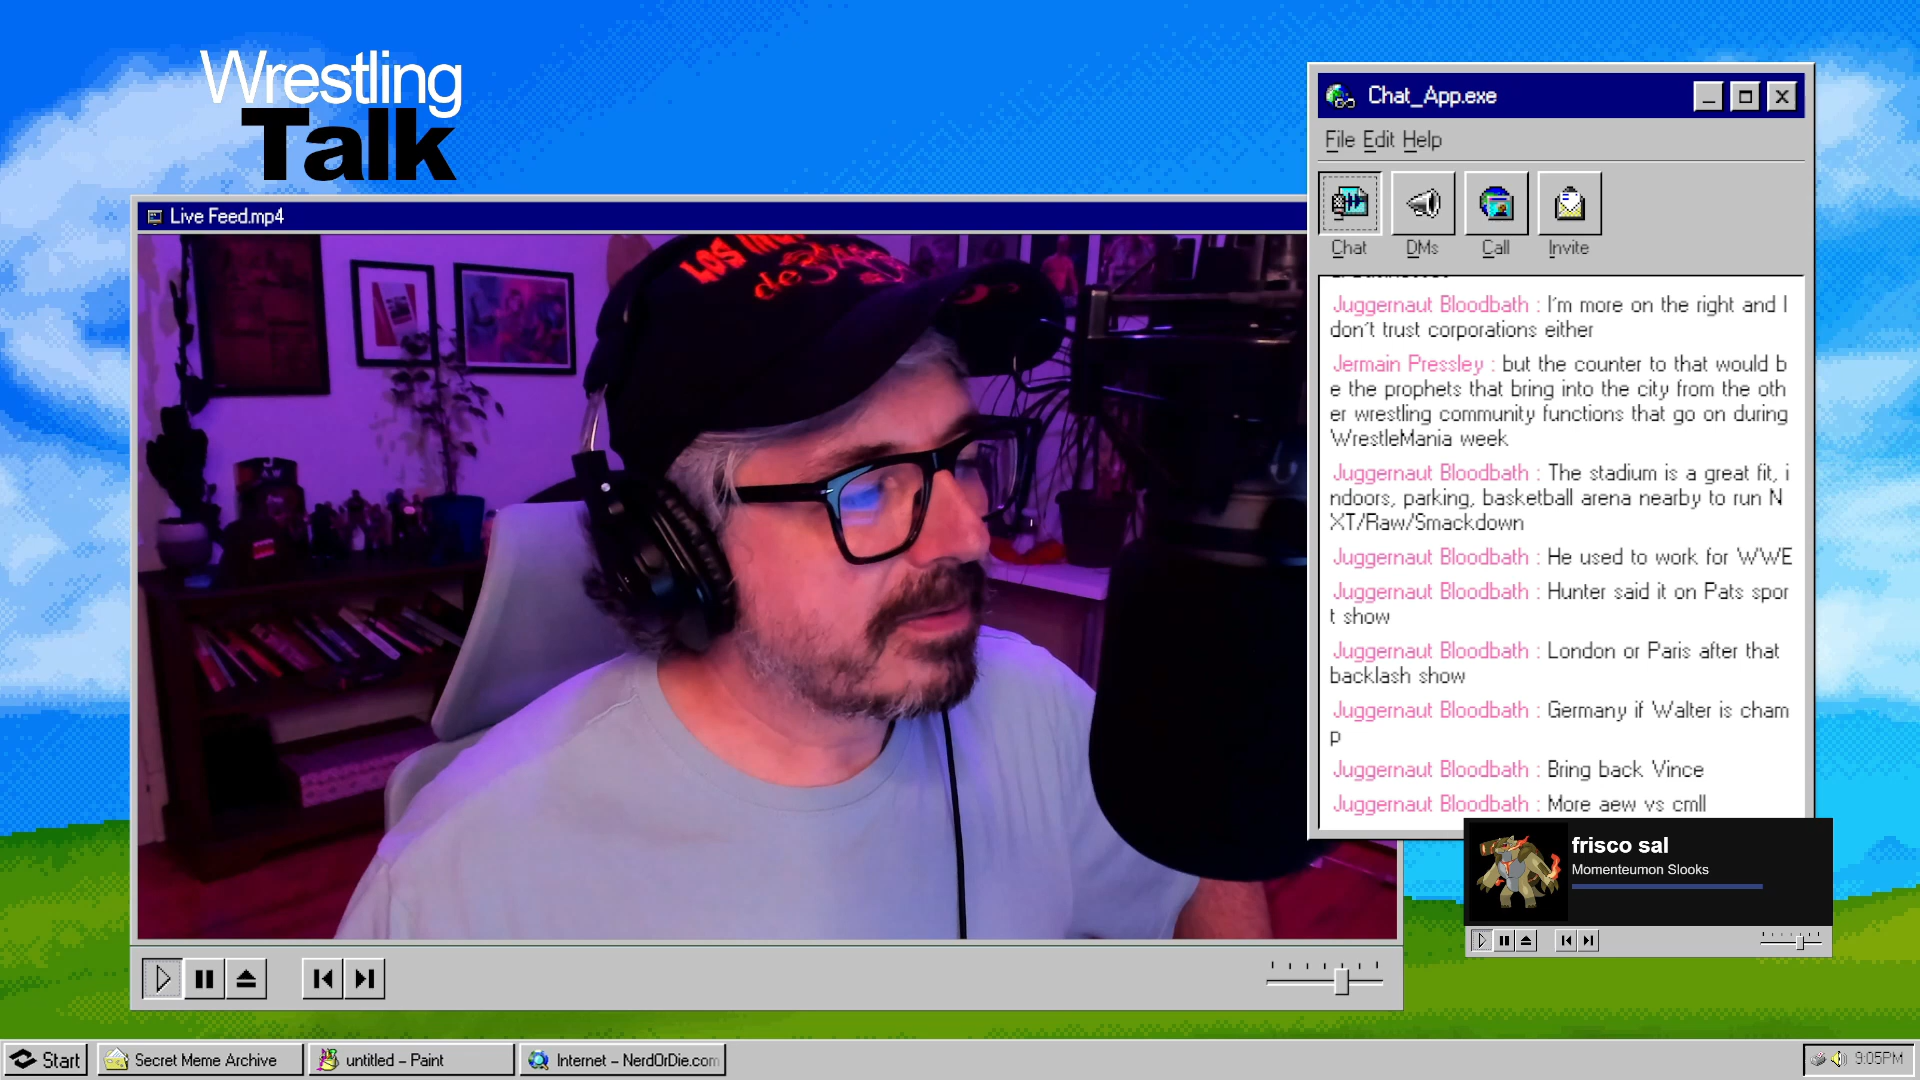 Wrestling
Talk
Live Feed.mp4
LOS
de
Chat_App.exe
File Edit Help
Chat DMs Call Invite
Juggernaut Bloodbath : I'm more on the right and I
don't trust corporations either
Jermain Pressley : but the counter to that would b
e the prophets that bring into the city from the oth
er wrestling community functions that go on during
WrestleMania week
Juggernaut Bloodbath : The stadium is a great fit, i
ndoors, parking, basketball arena nearby to run N
XT/Raw/Smackdown
Juggernaut Bloodbath : He used to work for WWE
Juggernaut Bloodbath : Hunter said it on Pats spor
t show
Juggernaut Bloodbath : London or Paris after that
backlash show
Juggernaut Bloodbath : Germany if Walter is cham
p
Juggernaut Bloodbath : Bring back Vince
Juggernaut Bloodbath : More aew vs cmll
frisco sal
Momenteumon Slooks
Start
Secret Meme Archive
untitled - Paint
Internet - NerdOrDie.com
9:05PM